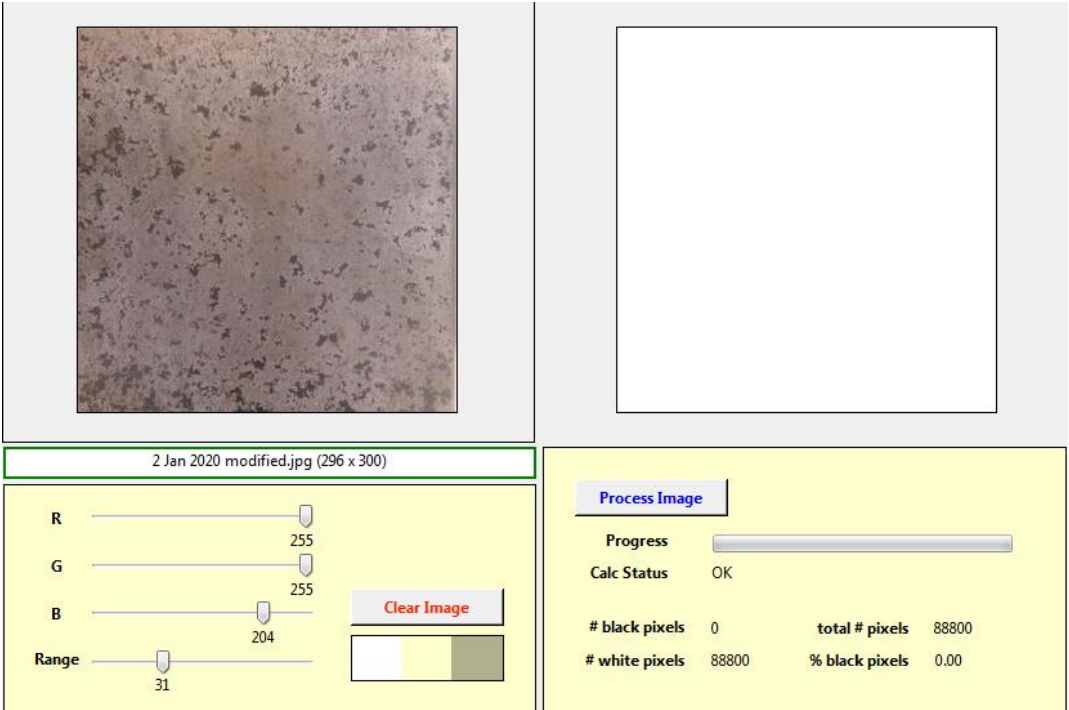 2 Jan 2020 modified.jpg (296 x 300)
R
255
G
255
B
204
Range
31
Clear Image
Process Image
Progress
Calc Status OK
# black pixels 0 total # pixels 88800
# white pixels 88800 % black pixels 0.00